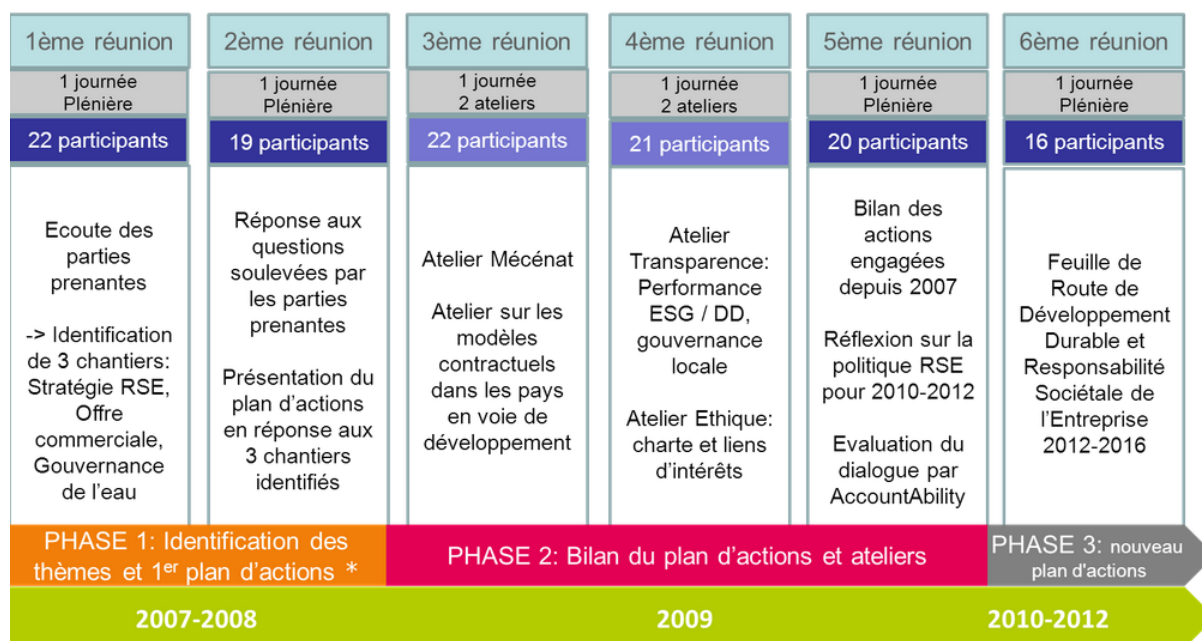 1ème réunion
1 journée
Plénière
22 participants
Ecoute des
parties
prenantes
-> Identification
de 3 chantiers:
Stratégie RSE,
Offre
commerciale,
Gouvernance
de l'eau
2ème réunion
1 journée
Plénière
19 participants
Réponse aux
questions
soulevées par
les parties
prenantes
Présentation du
plan d'actions
en réponse aux
3 chantiers
identifiés
3ème réunion
1 journée
2 ateliers
22 participants
Atelier Mécénat
Atelier sur les
modèles
contractuels
dans les pays
en voie de
développement
4ème réunion
1 journée
2 ateliers
21 participants
Atelier
Transparence:
Performance
ESG / DD,
gouvernance
locale
Atelier Ethique:
charte et liens
d'intérêts
5ème réunion
1 journée
Plénière
20 participants
Bilan des
actions
engagées
depuis 2007
Réflexion sur la
politique RSE
pour 2010-2012
Evaluation du
dialogue par
AccountAbility
6ème réunion
1 journée
Plénière
16 participants
Feuille de
Route de
Développement
Durable et
Responsabilité
Sociétale de
l'Entreprise
2012-2016
PHASE 1: Identification des
thèmes et 1er plan d'actions *
PHASE 2: Bilan du plan d'actions et ateliers
PHASE 3: nouveau
plan d'actions
2007-2008
2009
2010-2012